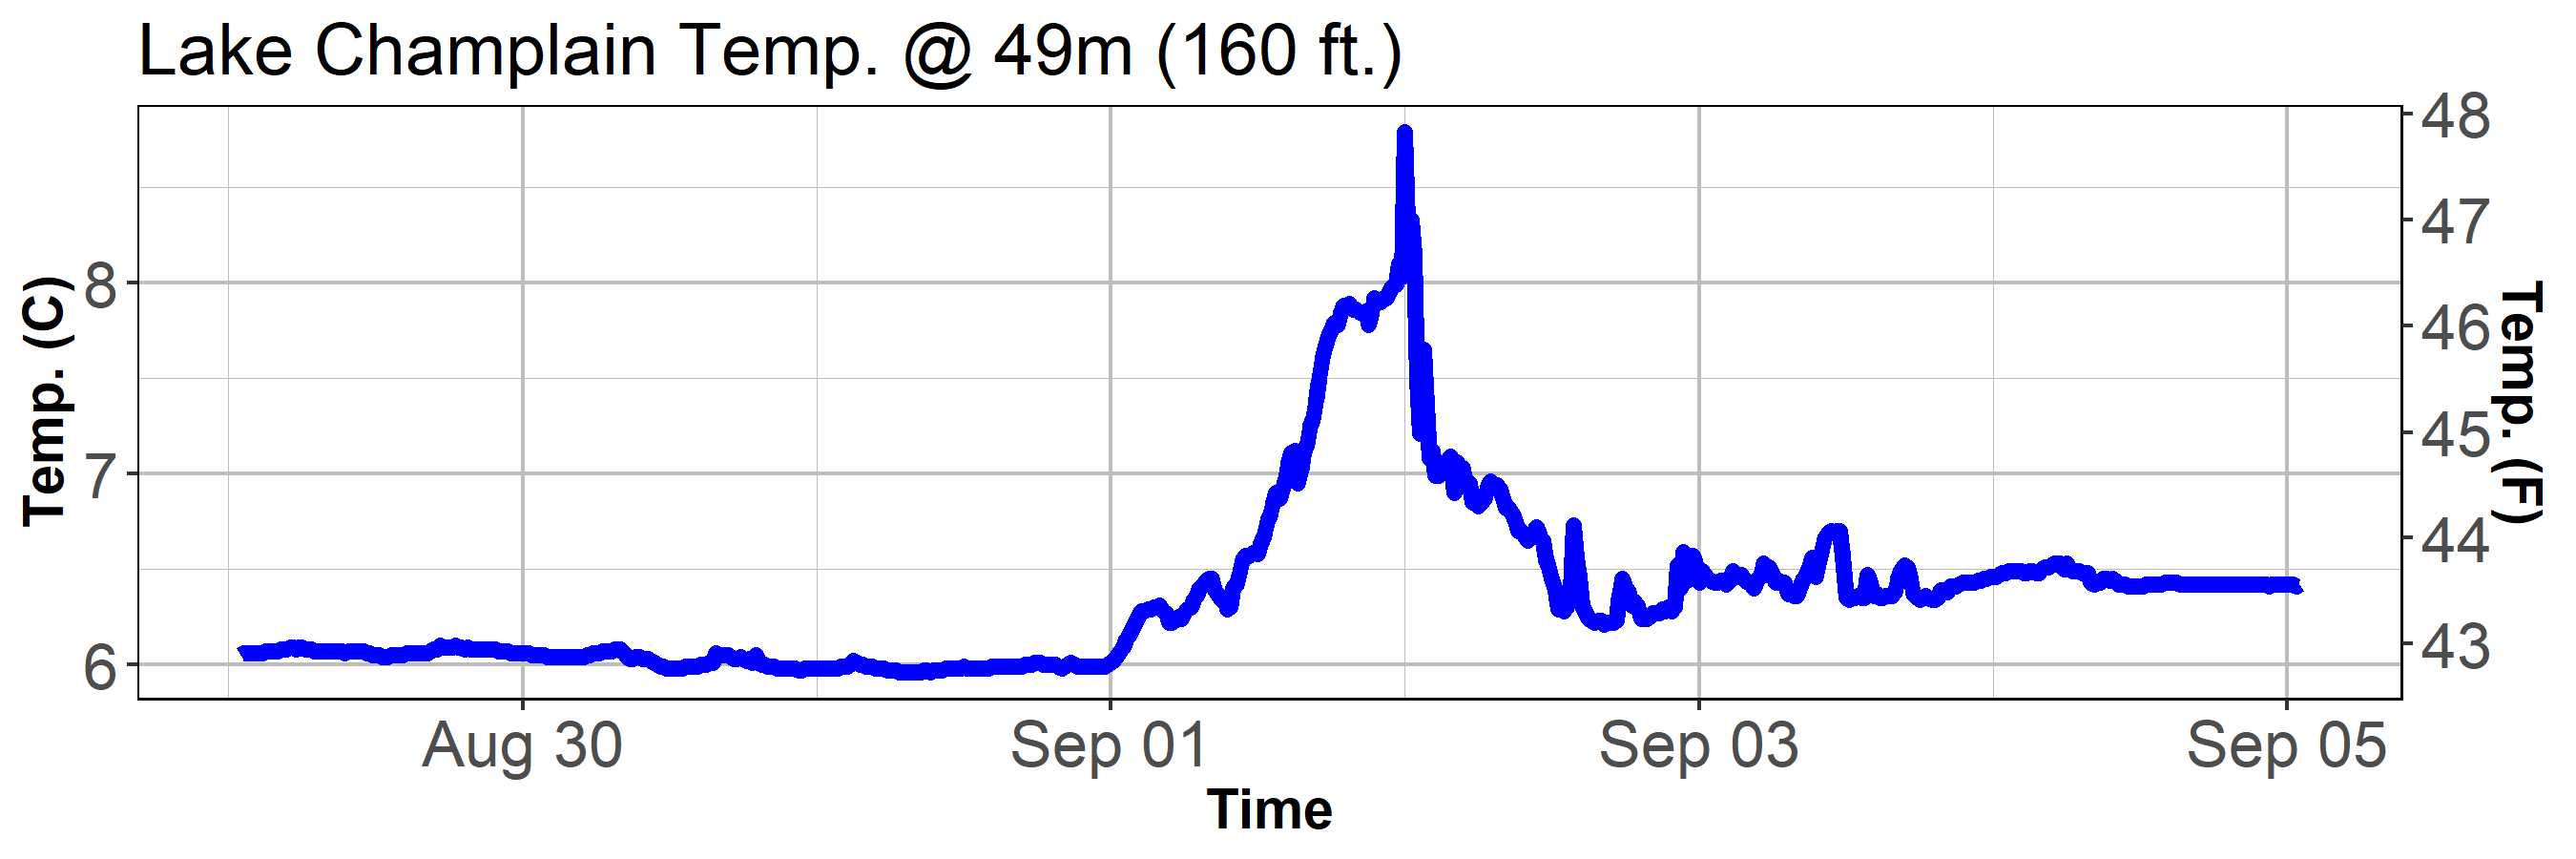 Lake Champlain Temp. @ 49m (160 ft.)
Temp. (C)
8
7
6
48
47
46
45
44
43
Temp. (F)
Aug 30 Sep 01 Sep 03 Sep 05
Time